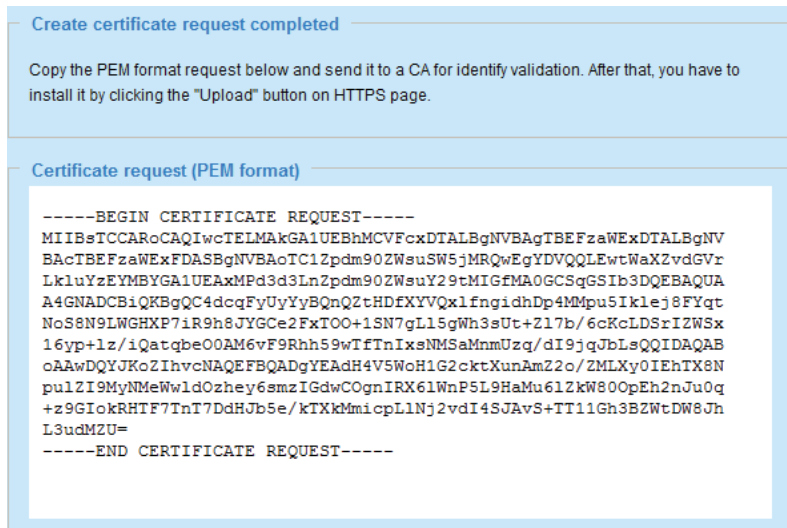 Create certificate request completed
Copy the PEM format request below and send it to a CA for identify validation. After that, you have to
install it by clicking the "Upload" button on HTTPS page.
Certificate request (PEM format)
-----BEGIN CERTIFICATE REQUEST-----
MIIBsTCCARoCAQIwcTELMAkGA1UEBhMCVFcxDTALBgNVBAgTBEFzaWExDTALBgNV
BAcTBEFzaWExFDASBgNVBAoTC1Zpdm90ZWsuSW5jMRQwEgYDVQQLEwtWaXZvdGVr
LkluYzEYMBYGA1UEAxMPd3d3LnZpdm90ZWsuY29tMIGfMA0GCSqGSIb3DQEBAQUA
A4GNADCBiQKBgQC4dcqFyUyYyBQnQZtHDfXYVQxlfngidhDp4MMpu5Iklej8FYqt
NoS8N9LWGHXP7iR9h8JYGCe2FxTOO+1SN7gLl5gWh3sUt+Zl7b/6cKcLDSrIZWSx
16yp+lz/iQatqbeO0AM6vF9Rhh59wTfTnIxsNMSaMnmUzq/dI9jqJbLsQQIDAQAB
oAAwDQYJKoZIhvcNAQEFBQADgYEAdH4V5WoH1G2cktXunAmZ2o/ZMLXy0IEhTX8N
pulZI9MyNMeWwldOzhey6smzIGdwCOgnIRX6lWnP5L9HaMu6lZkW80OpEh2nJu0q
+z9GIokRHTF7TnT7DdHJb5e/kTXkMmicpLlNj2vdI4SJAvS+TT11Gh3BZWtDW8Jh
L3udMZU=
-----END CERTIFICATE REQUEST-----